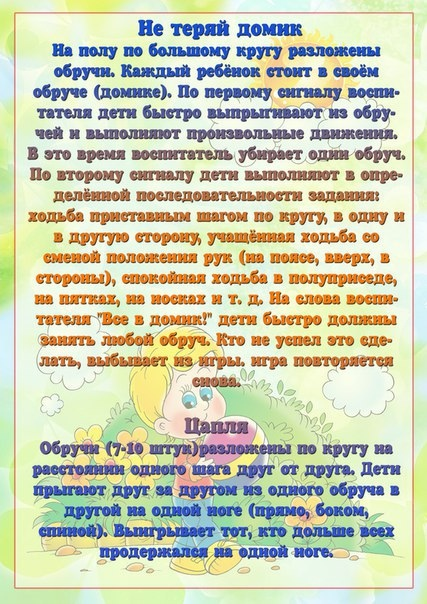 Не теряй домик
На полу по большому кругу разложены
обручи. Каждый ребёнок стоит в своём
обруче (домике). По первому сигналу воспи-
тателя дети быстро выпрыгивают из обру-
чей и выполняют произвольные движения.
В это время воспитатель убирает один обруч.
По второму сигналу дети выполняют в опре-
делённой последовательности задания:
ходьба приставным шагом по кругу, в одну и
в другую сторону, учащённая ходьба со
сменой положения рук (на поясе, вверх, в
стороны), спокойная ходьба в полуприседе,
на пятках, на носках и т. д. На слова воспи-
тателя "Все в домик!" дети быстро должны
занять любой обруч. Кто не успел это сде-
лать, выбывает из игры. игра повторяется
снова.
Цапля
Обручи (7-10 штук)разложены по кругу на
расстоянии одного шага друг от друга. Дети
прыгают друг за другом из одного обруча в
другой на одной ноге (прямо, боком,
спиной). Выигрывает тот, кто дольше всех
продержался на одной ноге.